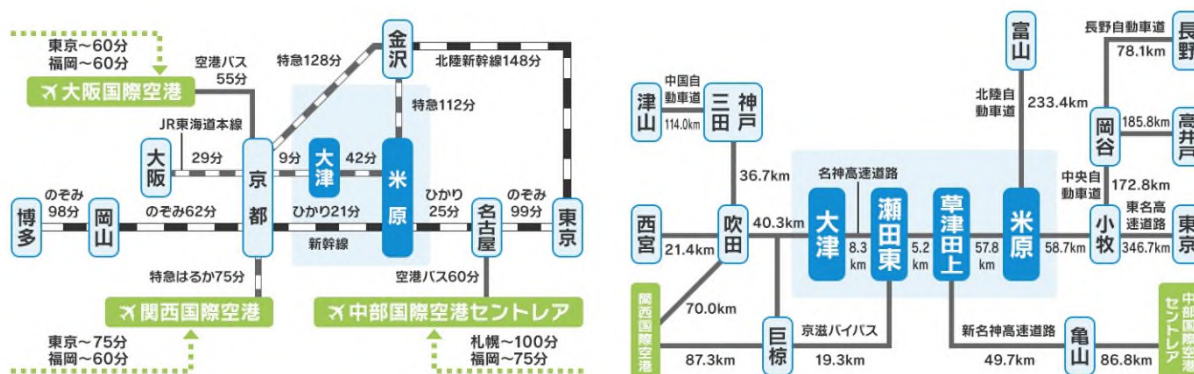 東京～60分
福岡～60分
大阪国際空港
空港バス
55分
特急128分
金沢
北陸新幹線148分
特急112分
JR東海道本線
大阪
29分
京都
9分
大津
42分
米原
のぞみ
98分
博多
岡山
のぞみ62分
ひかり21分
新幹線
ひかり
25分
名古屋
のぞみ
99分
東京
特急はるか75分
空港バス60分
関西国際空港
中部国際空港セントレア
東京～75分
福岡～60分
札幌～100分
福岡～75分
富山
長野自動車道
78.1km
長野
中国自動車道
津山
114.0km
三田
神戸
北陸自動車道
233.4km
岡谷
185.8km
高井戸
36.7km
名神高速道路
中央自動車道
172.8km
西宮
21.4km
吹田
40.3km
大津
8.3
km
瀬田東
5.2
km
草津田上
57.8
km
米原
58.7km
小牧
東名高速道路
346.7km
東京
関西国際空港
70.0km
87.3km
巨椋
京滋バイパス
19.3km
新名神高速道路
49.7km
亀山
86.8km
中部国際空港
セントレア